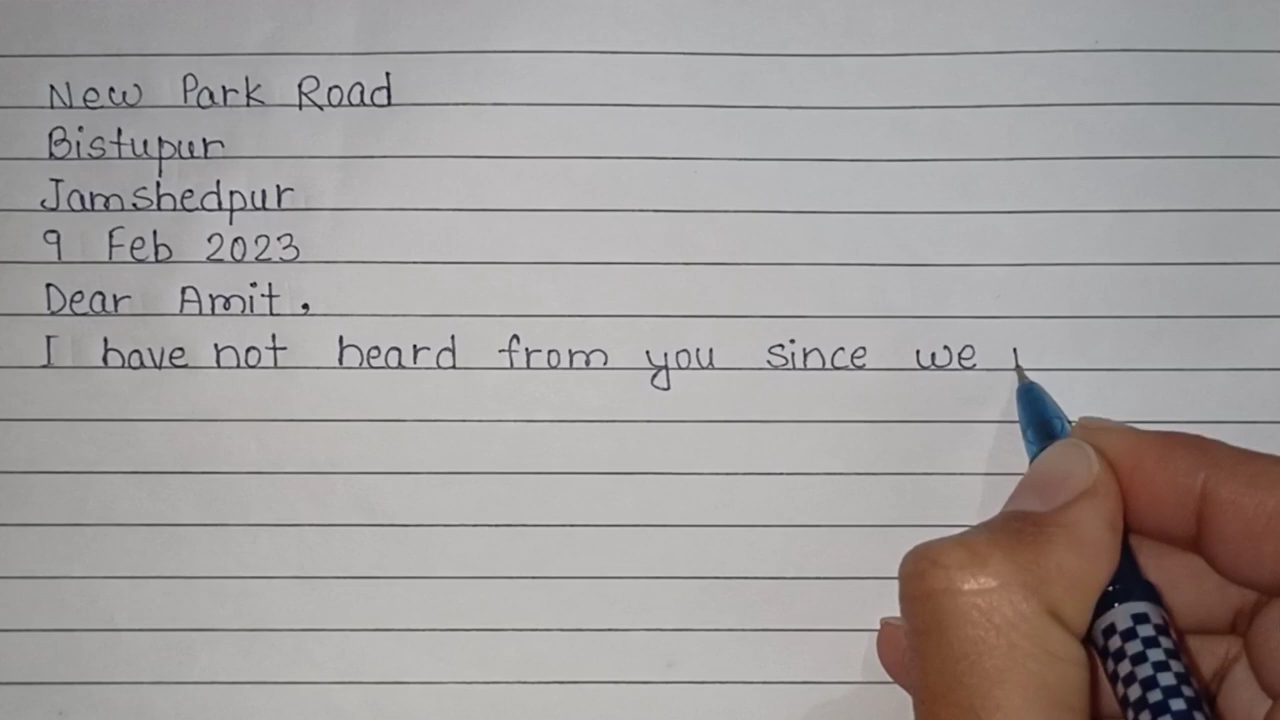 New Park Road
Bistupur
Jamshedpur
9 Feb 2023
Dear Amit,
I have not heard from you since we